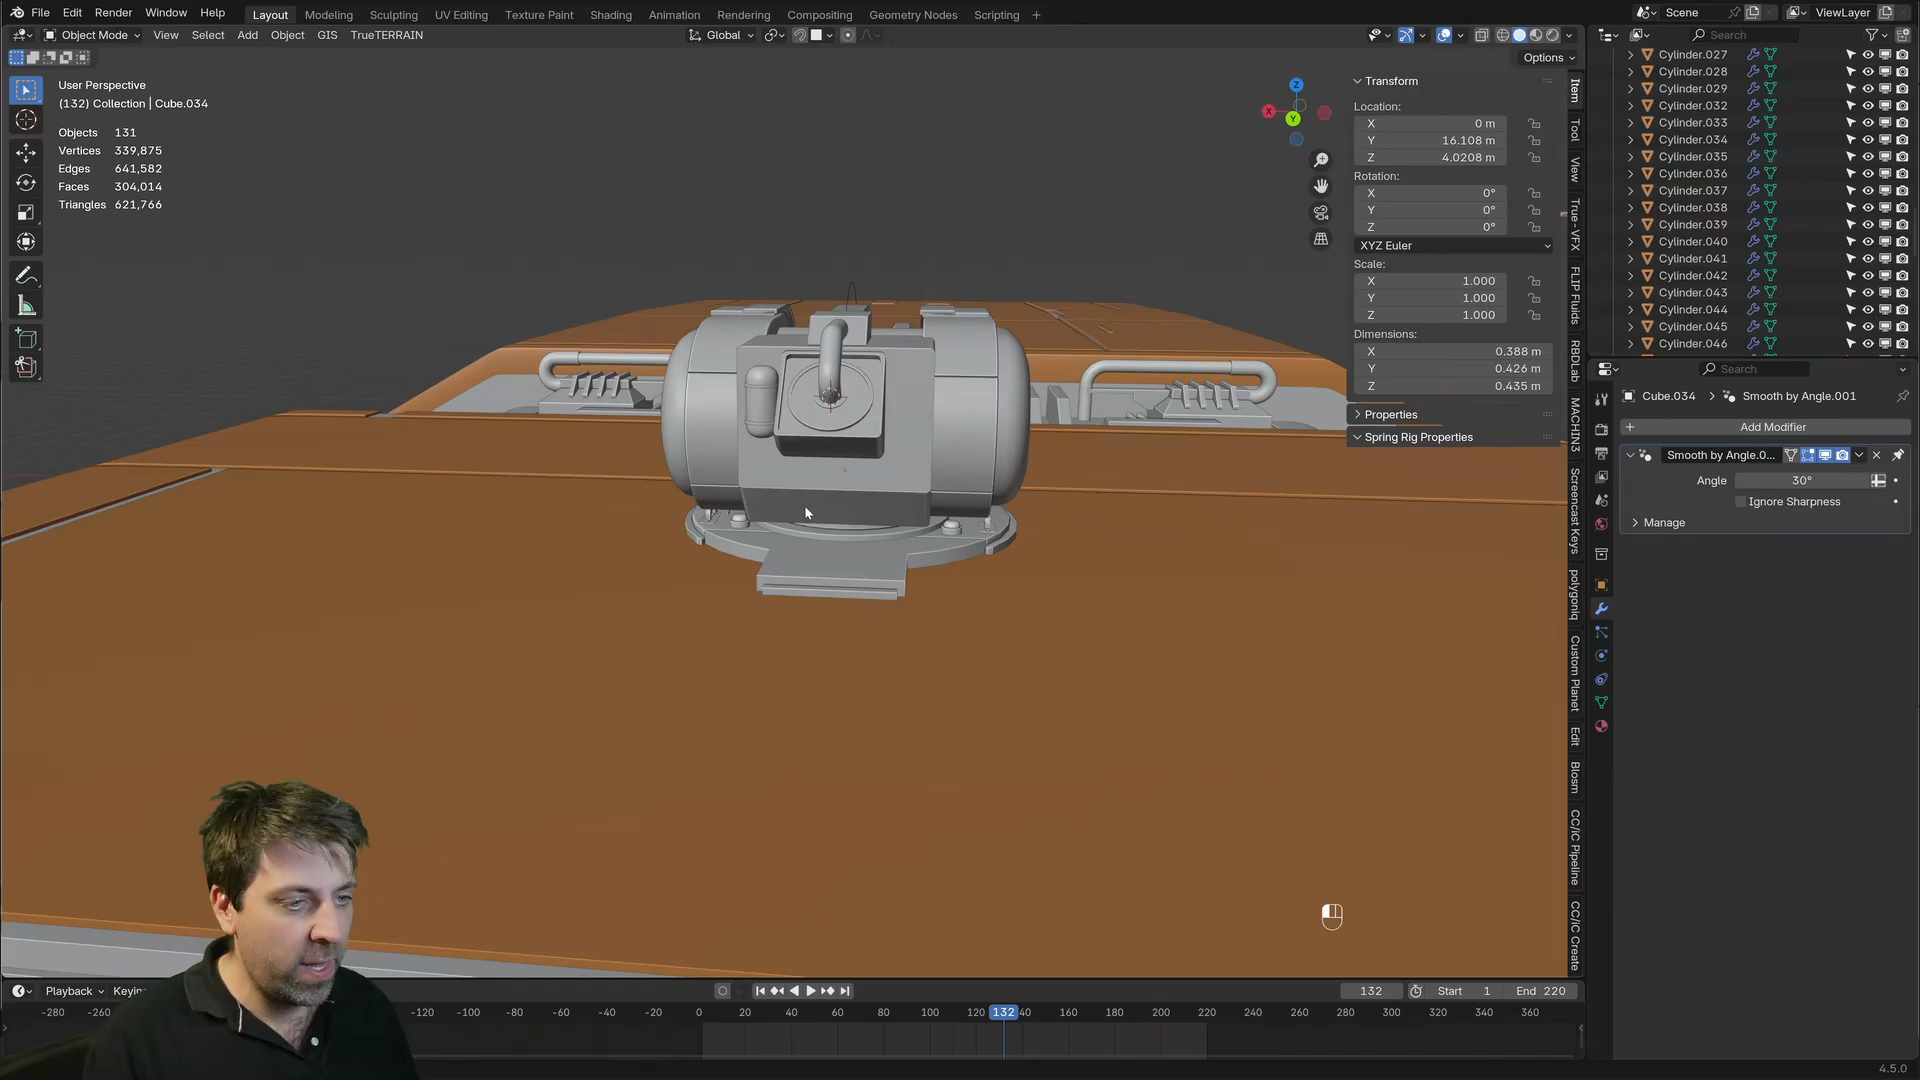 File Edit Render Window Help Layout Modeling Sculpting UV Editing Texture Paint Shading Animation Rendering Compositing Geometry Nodes Scripting + Scene ViewLayer
Object Mode View Select Add Object GIS TrueTERRAIN Global Search
Options
User Perspective
(132) Collection | Cube.034
Objects 131
Vertices 339,875
Edges 641,582
Faces 304,014
Triangles 621,766
Z
X
Y
Transform
Location:
X 0 m
Y 16.108 m
Z 4.0208 m
Rotation:
X 0°
Y 0°
Z 0°
XYZ Euler
Scale:
X 1.000
Y 1.000
Z 1.000
Dimensions:
X 0.388 m
Y 0.426 m
Z 0.435 m
Properties
Spring Rig Properties
Item
Tool
View
True-VFX
FLIP Fluids
RBDLab
MACHIN3
Screencast Keys
polygoniq
Custom Planet
Edit
Blosm
CC/iC Pipeline
CC/iC Create
Cylinder.027
Cylinder.028
Cylinder.029
Cylinder.032
Cylinder.033
Cylinder.034
Cylinder.035
Cylinder.036
Cylinder.037
Cylinder.038
Cylinder.039
Cylinder.040
Cylinder.041
Cylinder.042
Cylinder.043
Cylinder.044
Cylinder.045
Cylinder.046
Search
Cube.034 > Smooth by Angle.001
+ Add Modifier
Smooth by Angle.0...
Angle 30°
Ignore Sharpness
Manage
Playback Keyin 132 Start 1 End 220
-280 -260 -120 -100 -80 -60 -40 -20 0 20 40 60 80 100 120 132 40 160 180 200 220 240 260 280 300 320 340 360
4.5.0